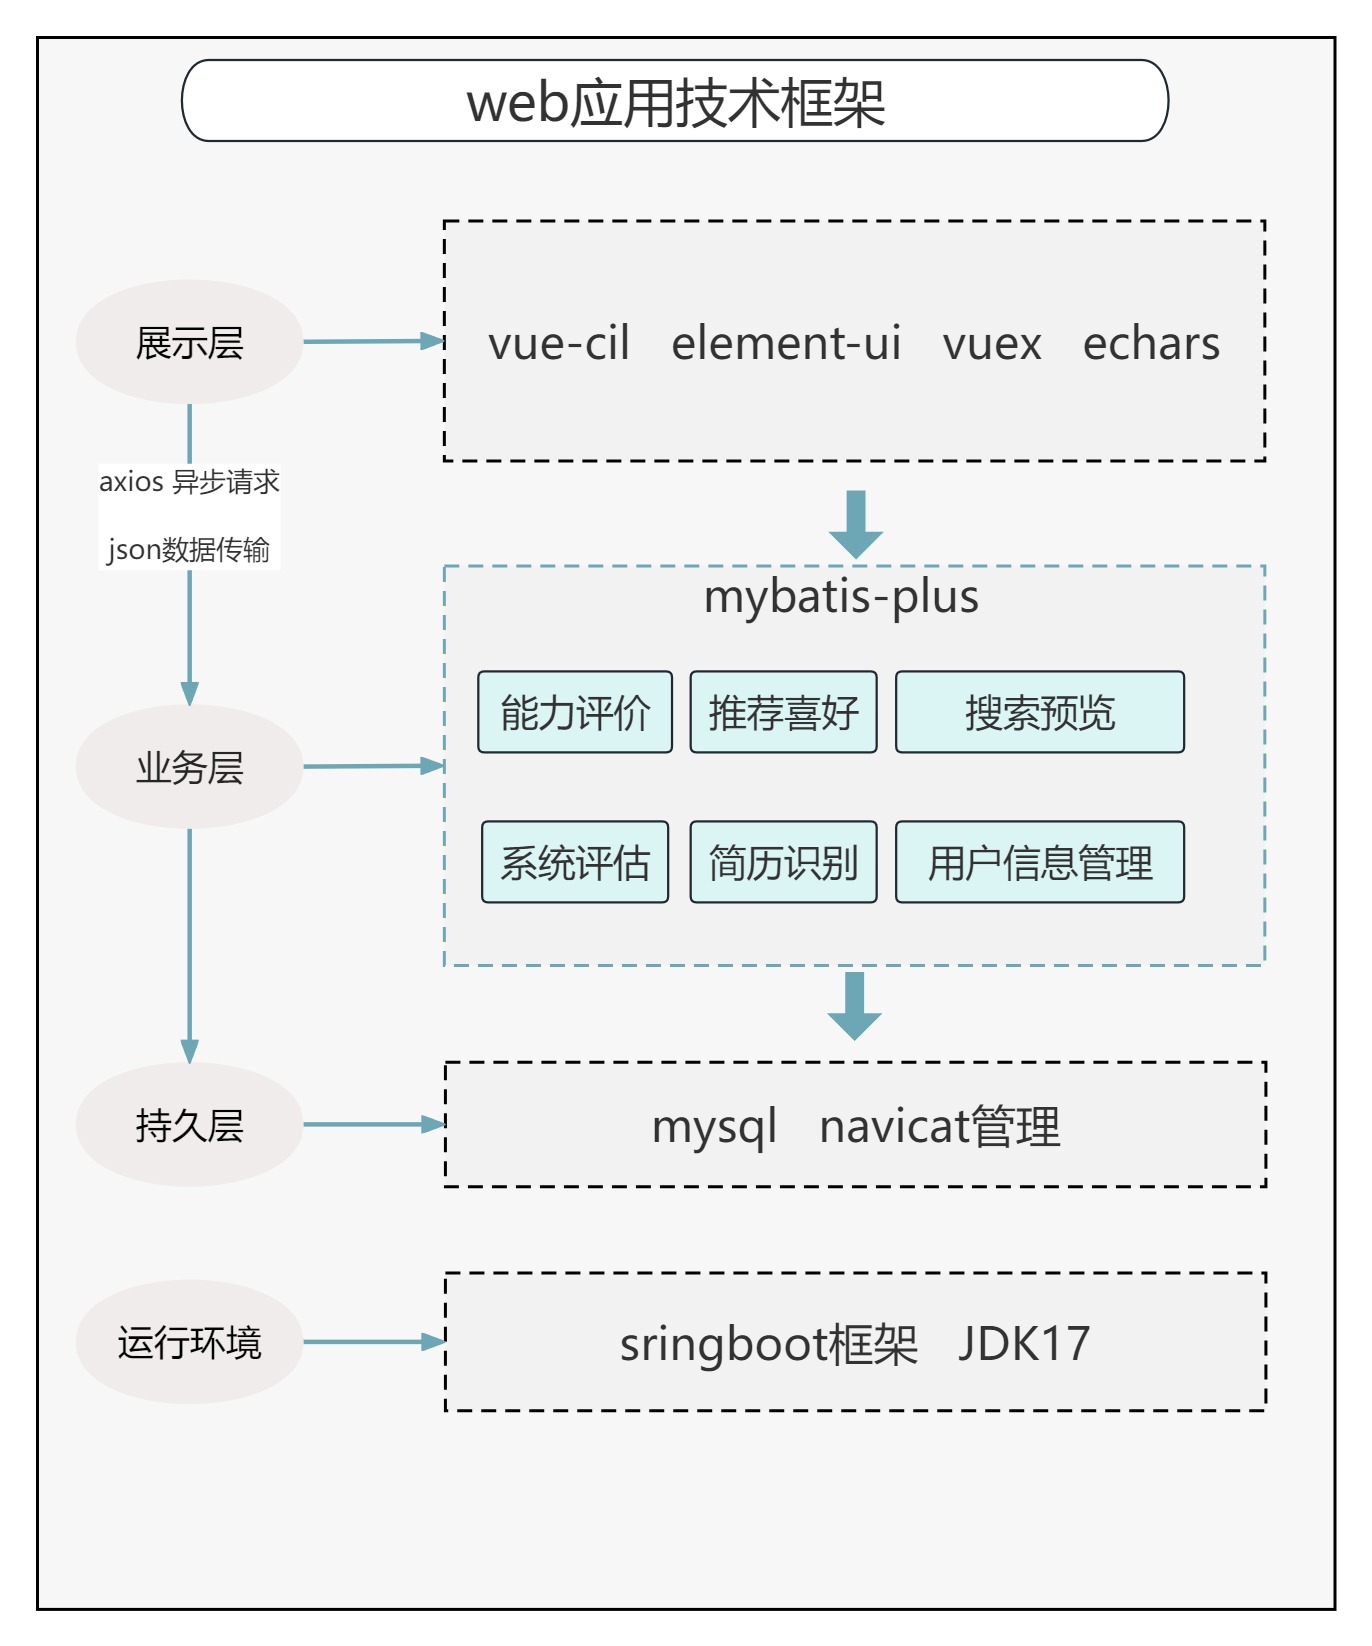 web应用技术框架
展示层
vue-cil element-ui vuex echars
axios 异步请求
json数据传输
mybatis-plus
能力评价 推荐喜好 搜索预览
业务层
系统评估 简历识别 用户信息管理
持久层
mysql navicat管理
运行环境
sringboot框架 JDK17